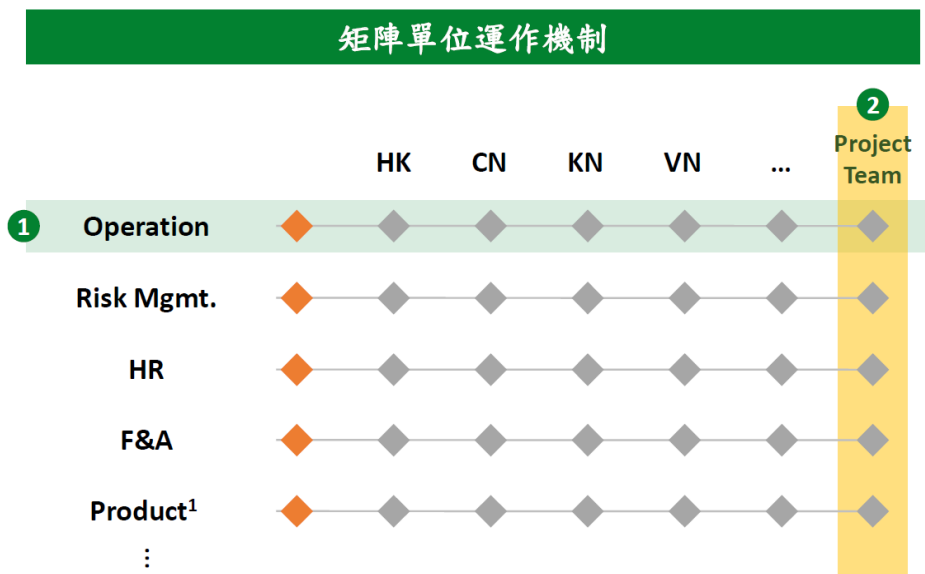 矩陣單位運作機制
2
HK CN KN VN ... Project Team
1 Operation
Risk Mgmt.
HR
F&A
Product¹
⋮